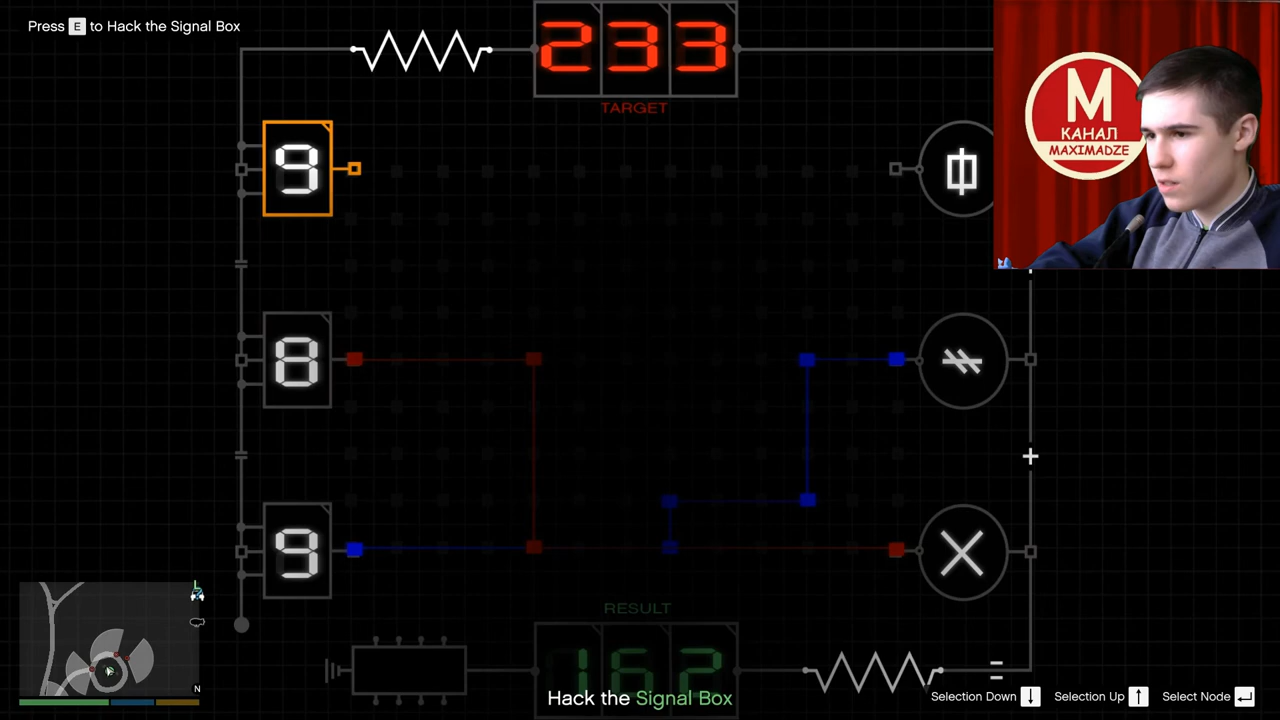 Press E to Hack the Signal Box
233
TARGET
M
КАНАЛ
MAXIMADZE
9
8
9
RESULT
162
Hack the Signal Box
N
Selection Down ↓ Selection Up ↑ Select Node ↵